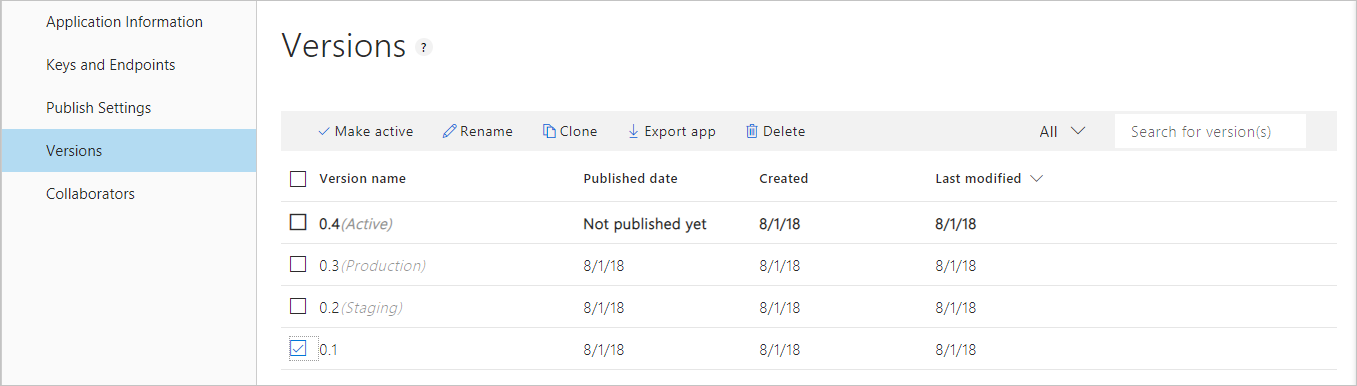 Application Information
Keys and Endpoints
Publish Settings
Versions
Collaborators
Versions ?
Make active Rename Clone Export app Delete All Search for version(s)
Version name Published date Created Last modified
0.4 (Active) Not published yet 8/1/18 8/1/18
0.3 (Production) 8/1/18 8/1/18 8/1/18
0.2 (Staging) 8/1/18 8/1/18 8/1/18
0.1 8/1/18 8/1/18 8/1/18